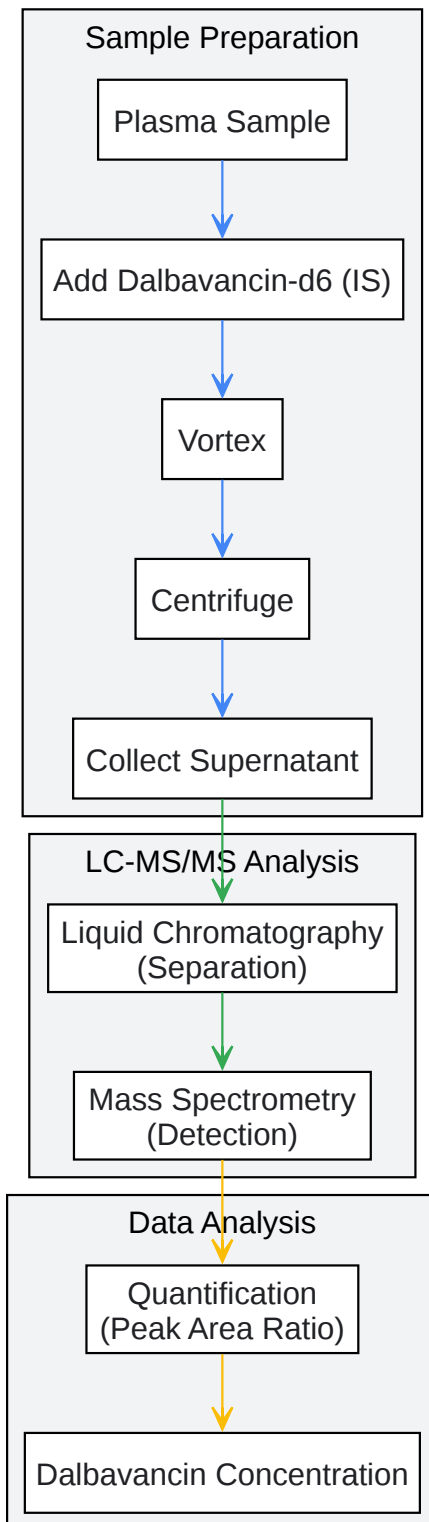 Sample Preparation
Plasma Sample
Add Dalbavancin-d6 (IS)
Vortex
Centrifuge
Collect Supernatant
LC-MS/MS Analysis
Liquid Chromatography
(Separation)
Mass Spectrometry
(Detection)
Data Analysis
Quantification
(Peak Area Ratio)
Dalbavancin Concentration